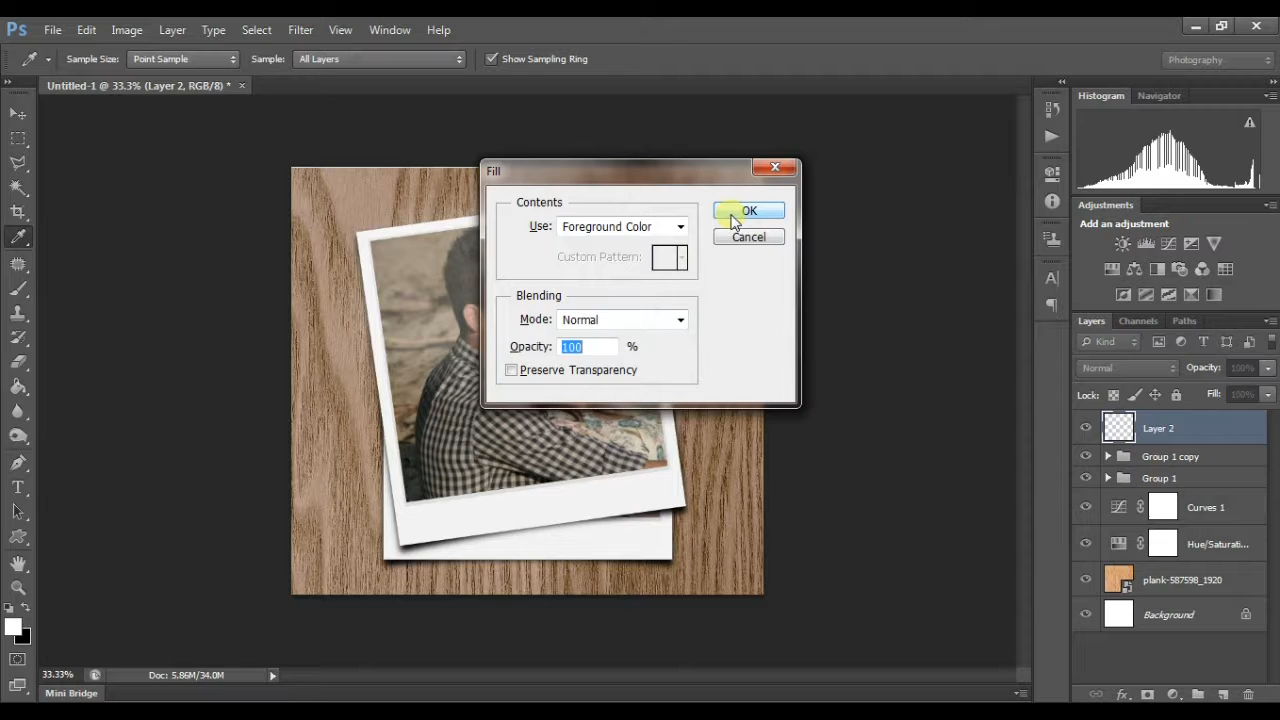 Ps File Edit Image Layer Type Select Filter View Window Help
Sample Size: Point Sample Sample: All Layers Show Sampling Ring Photography
Untitled-1 @ 33.3% (Layer 2, RGB/8) * ×
Histogram Navigator
Fill
Contents
Use: Foreground Color
Custom Pattern:
OK
Cancel
Blending
Mode: Normal
Opacity: 100 %
Preserve Transparency
Adjustments
Add an adjustment
Layers Channels Paths
Kind
Normal Opacity: 100%
Lock: Fill: 100%
Layer 2
Group 1 copy
Group 1
Curves 1
Hue/Saturati...
plank-587598_1920
Background
33.33% Doc: 5.86M/34.0M
Mini Bridge